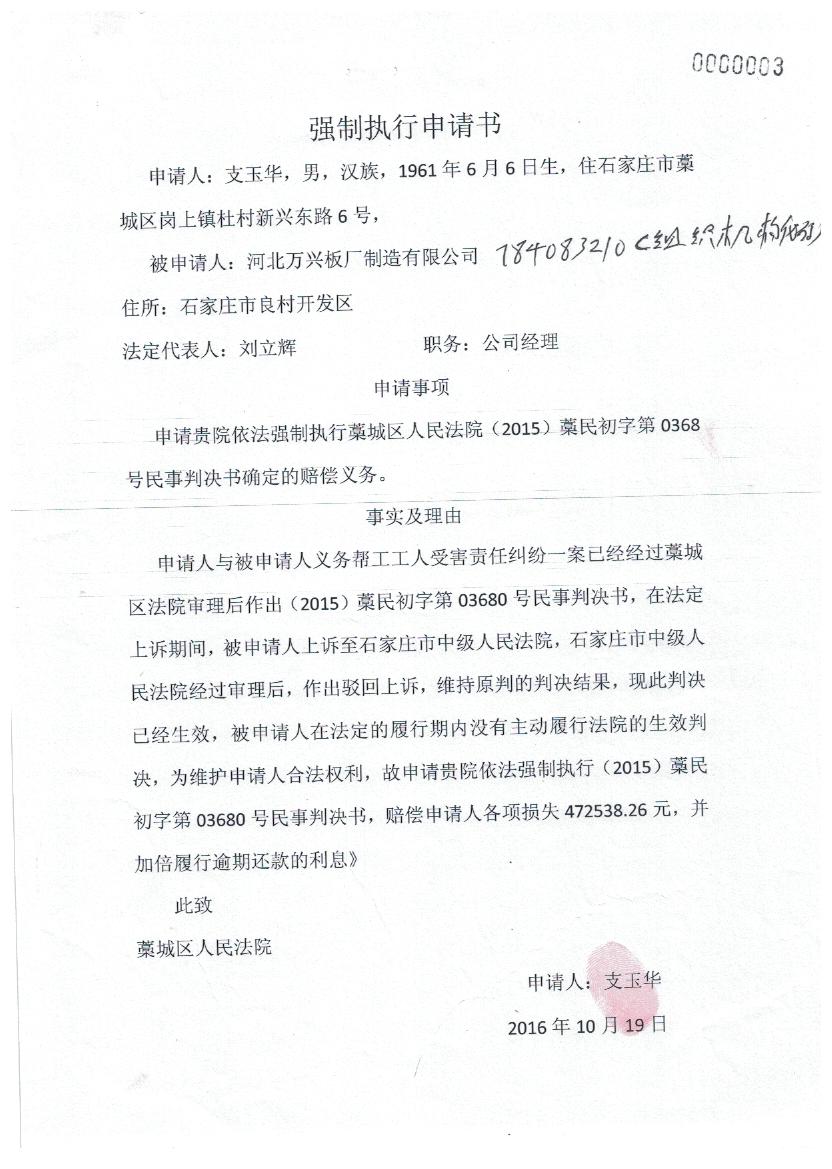 0000003
强制执行申请书
申请人：支玉华，男，汉族，1961年6月6日生，住石家庄市藁
城区岗上镇杜村新兴东路6号，
被申请人：河北万兴板厂制造有限公司 784083210 <组织机构
住所：石家庄市良村开发区
法定代表人：刘立辉 职务：公司经理
申请事项
申请贵院依法强制执行藁城区人民法院（2015）藁民初字第0368
号民事判决书确定的赔偿义务。
事实及理由
申请人与被申请人义务帮工工人受害责任纠纷一案已经经过藁城
区法院审理后作出（2015）藁民初字第03680号民事判决书，在法定
上诉期间，被申请人上诉至石家庄市中级人民法院，石家庄市中级人
民法院经过审理后，作出驳回上诉，维持原判的判决结果，现此判决
已经生效，被申请人在法定的履行期内没有主动履行法院的生效判
决，为维护申请人合法权利，故申请贵院依法强制执行（2015）藁民
初字第03680号民事判决书，赔偿申请人各项损失472538.26元，并
加倍履行逾期还款的利息》
此致
藁城区人民法院
申请人：支玉华
2016年10月19日